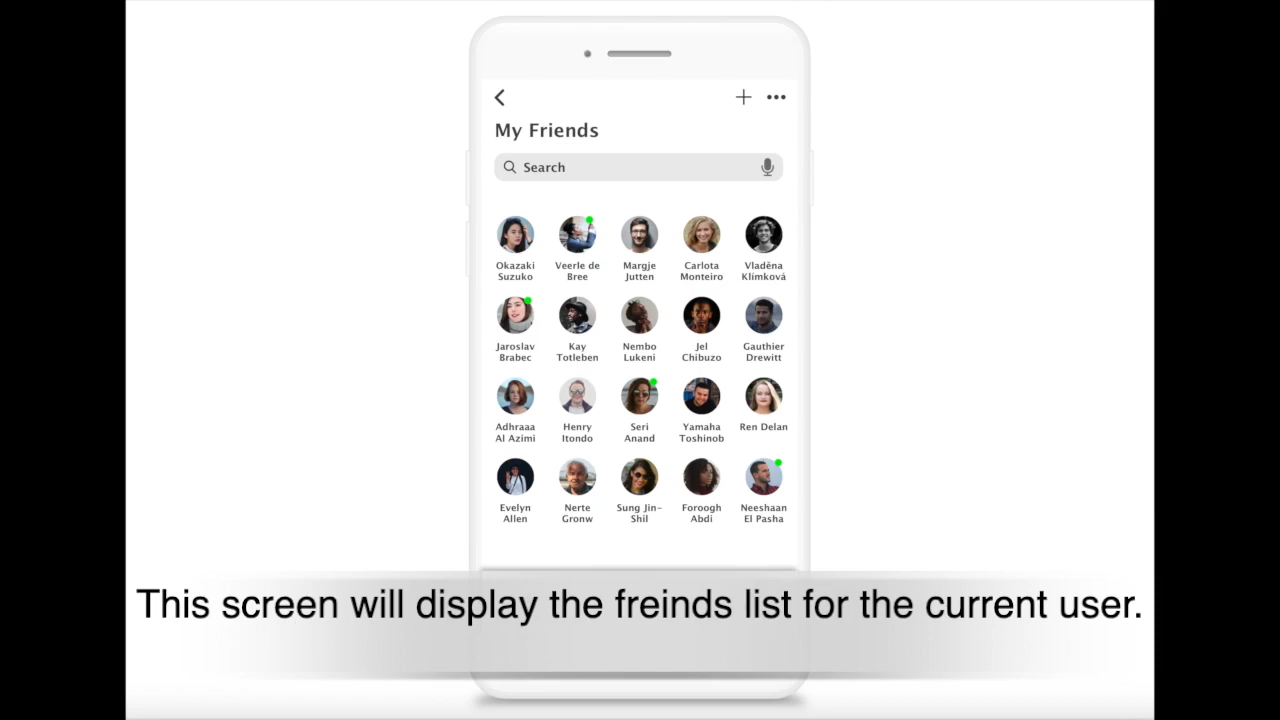 My Friends
Search
Okazaki Veerle de Margje Carlota Vladěna
Suzuko Bree Jutten Monteiro Klímková
Jaroslav Kay Nembo Jel Gauthier
Brabec Totleben Lukeni Chibuzo Drewitt
Adhraaa Henry Seri Yamaha Ren Delan
Al Azimi Itondo Anand Toshinob
Evelyn Nerte Sung Jin- Foroogh Neeshaan
Allen Gronw Shil Abdi El Pasha
This screen will display the freinds list for the current user.